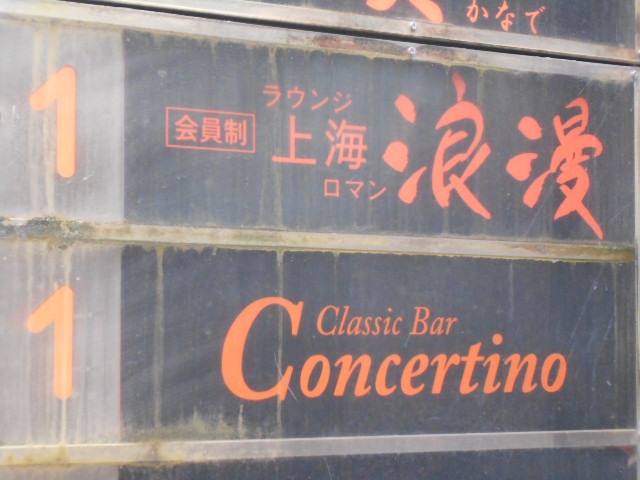 かなで
1
会員制
ラウンジ
上海
ロマン
浪漫
1
Classic Bar
Concertino